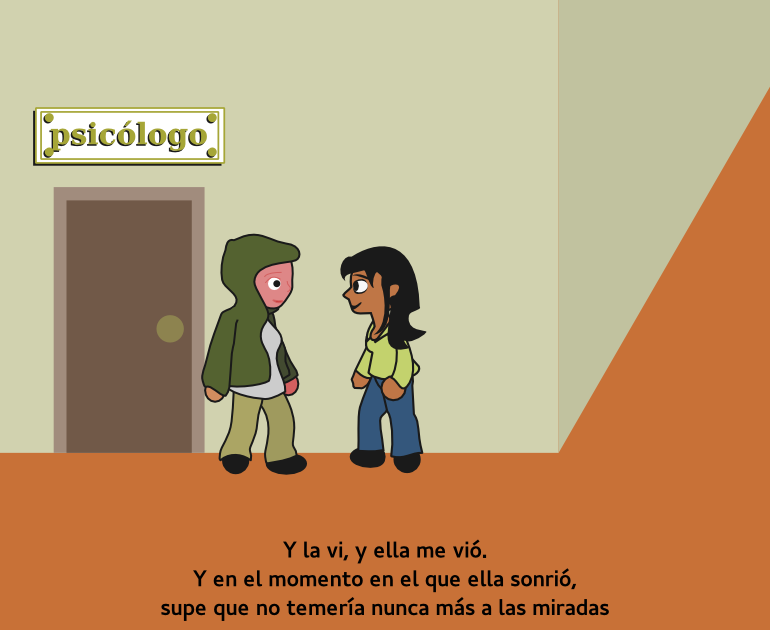 psicólogo
Y la vi, y ella me vió.
Y en el momento en el que ella sonrió,
supe que no temería nunca más a las miradas